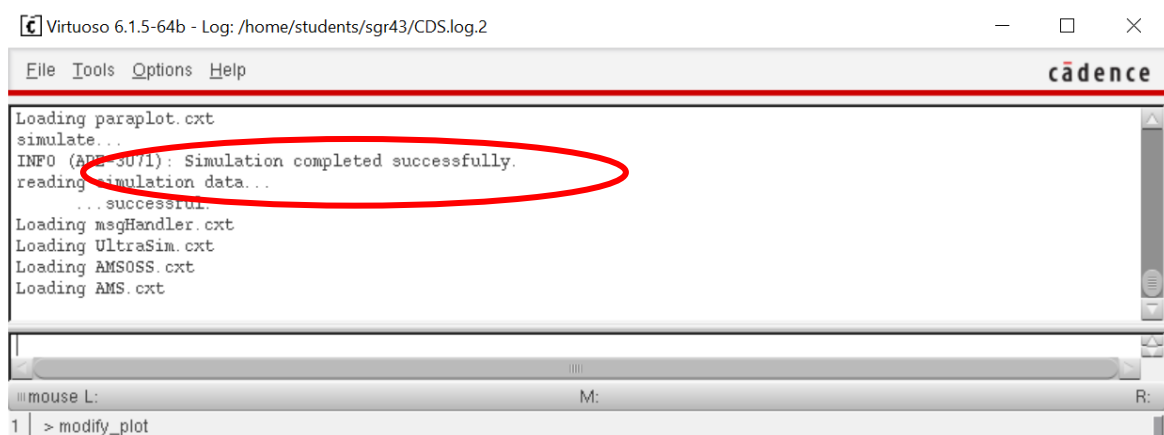 Virtuoso 6.1.5-64b - Log: /home/students/sgr43/CDS.log.2
File Tools Options Help
cādence
Loading paraplot.cxt
simulate...
INFO (ADE-3071): Simulation completed successfully.
reading simulation data...
...successful.
Loading msgHandler.cxt
Loading UltraSim.cxt
Loading AMSOSS.cxt
Loading AMS.cxt
mouse L: M: R:
1 > modify_plot